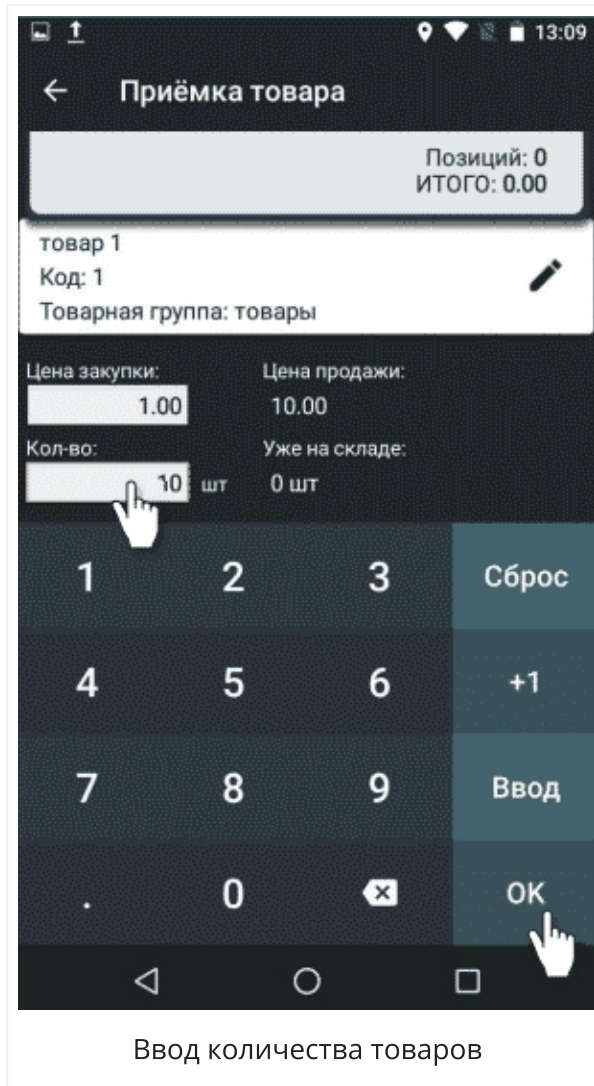 13:09
Приёмка товара
Позиций: 0
ИТОГО: 0.00
товар 1
Код: 1
Товарная группа: товары
Цена закупки: Цена продажи:
1.00 10.00
Кол-во: Уже на складе:
шт 0 шт
1 2 3 Сброс
4 5 6 +1
7 8 9 Ввод
. 0 OK
Ввод количества товаров